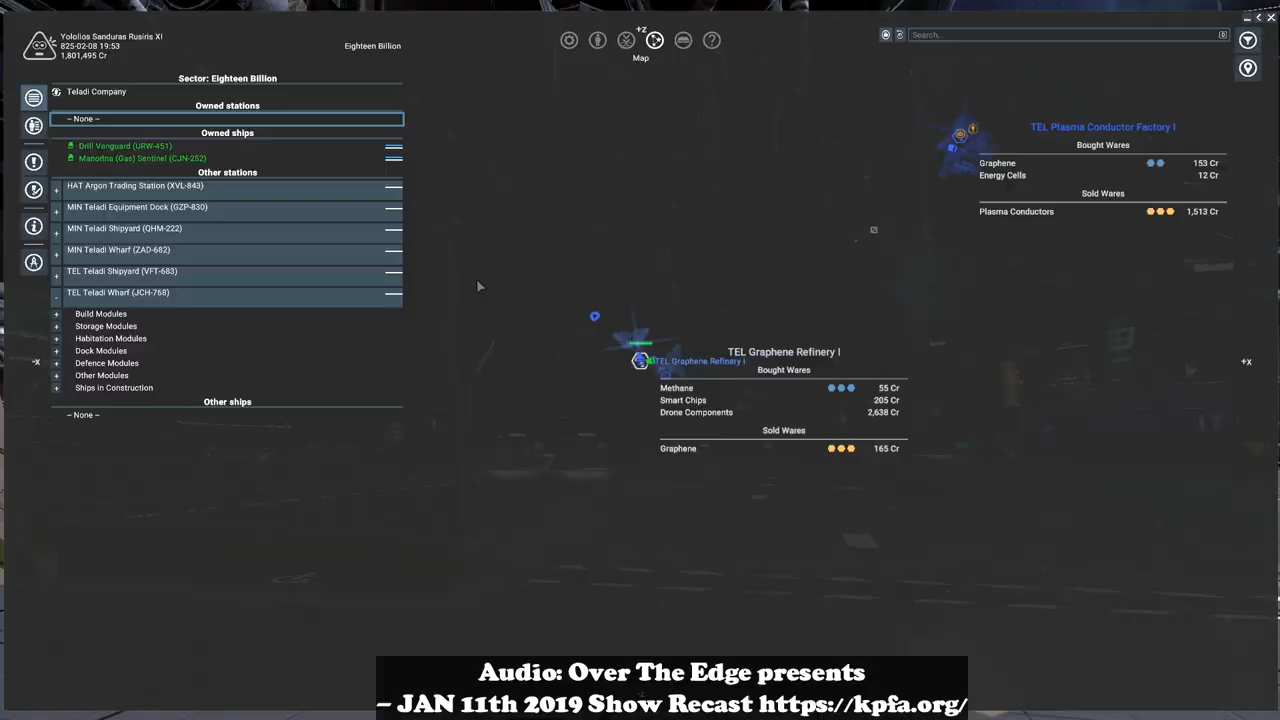 Yololios Sanduras Rusiris XI
825-02-08 19:53
1,801,495 Cr
Eighteen Billion
+Z
Map
Search...
Sector: Eighteen Billion
Teladi Company
Owned stations
-- None --
Owned ships
Drill Vanguard (URW-451)
Manorina (Gas) Sentinel (CJN-252)
Other stations
+ HAT Argon Trading Station (XVL-843)
+ MIN Teladi Equipment Dock (GZP-830)
+ MIN Teladi Shipyard (QHM-222)
+ MIN Teladi Wharf (ZAD-682)
+ TEL Teladi Shipyard (VFT-683)
- TEL Teladi Wharf (JCH-768)
+ Build Modules
+ Storage Modules
+ Habitation Modules
+ Dock Modules
+ Defence Modules
+ Other Modules
+ Ships in Construction
Other ships
-- None --
-X
+X
TEL Plasma Conductor Factory I
Bought Wares
Graphene 153 Cr
Energy Cells 12 Cr
Sold Wares
Plasma Conductors 1,513 Cr
TEL Graphene Refinery I
TEL Graphene Refinery I
Bought Wares
Methane 55 Cr
Smart Chips 205 Cr
Drone Components 2,638 Cr
Sold Wares
Graphene 165 Cr
Audio: Over The Edge presents
– JAN 11th 2019 Show Recast https://kpfa.org/